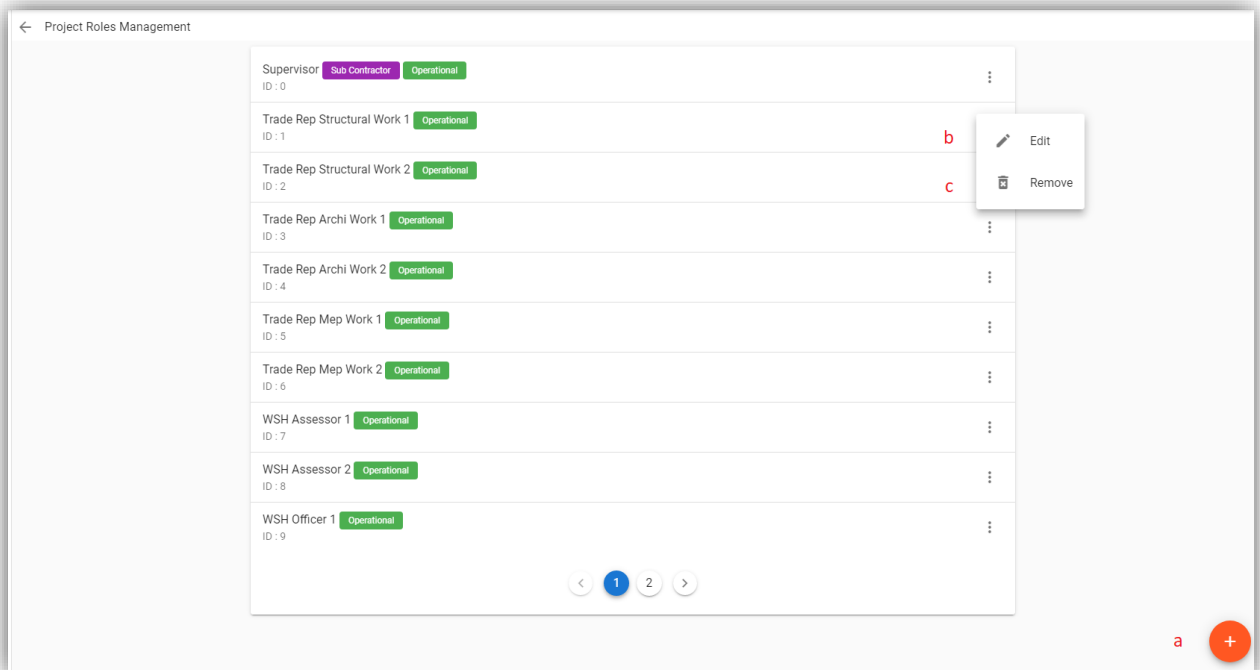 Project Roles Management
Supervisor Sub Contractor Operational
ID : 0
Trade Rep Structural Work 1 Operational
ID : 1
b Edit
Trade Rep Structural Work 2 Operational
ID : 2
c Remove
Trade Rep Archi Work 1 Operational
ID : 3
Trade Rep Archi Work 2 Operational
ID : 4
Trade Rep Mep Work 1 Operational
ID : 5
Trade Rep Mep Work 2 Operational
ID : 6
WSH Assessor 1 Operational
ID : 7
WSH Assessor 2 Operational
ID : 8
WSH Officer 1 Operational
ID : 9
1 2
a +